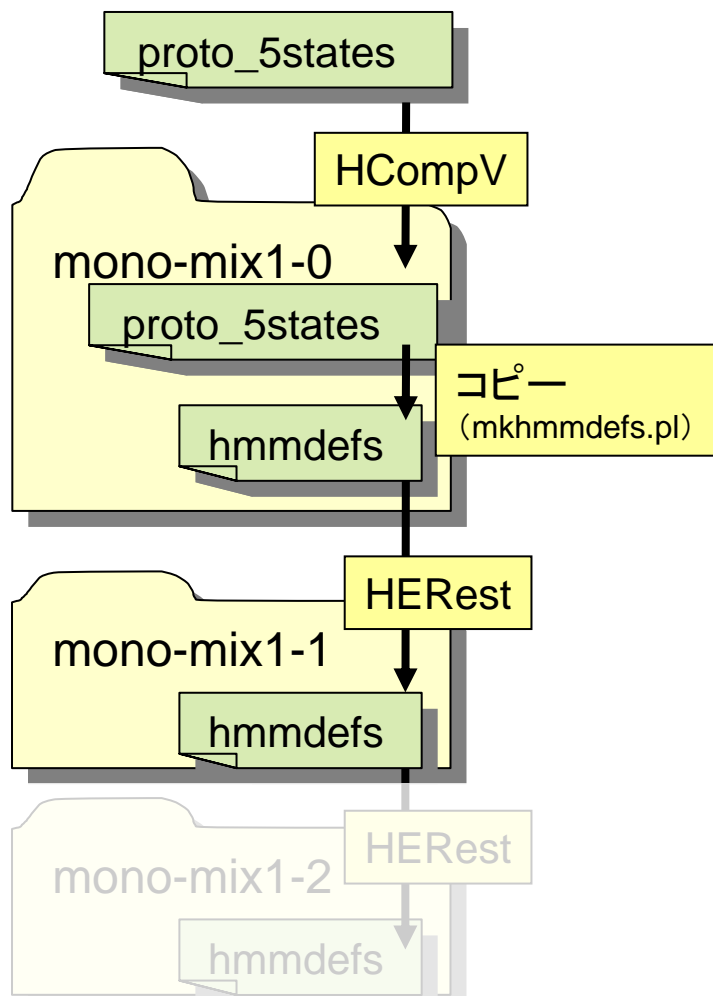 proto_5states
HCompV
mono-mix1-0
proto_5states
コピー
（mkhmmdefs.pl）
hmmdefs
HERest
mono-mix1-1
hmmdefs
HERest
mono-mix1-2
hmmdefs